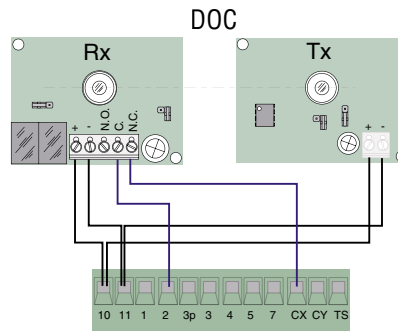 DOC
Rx Tx
+ - N.O. C. N.C. + -
10 11 1 2 3p 3 4 5 7 CX CY TS